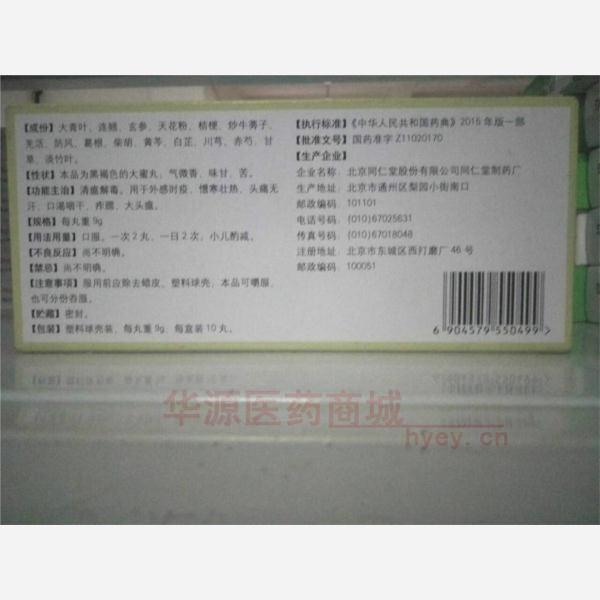 【成份】大青叶、连翘、玄参、天花粉、桔梗、炒牛蒡子、
羌活、防风、葛根、柴胡、黄芩、白芷、川芎、赤芍、甘
草、淡竹叶。
【性状】本品为黑褐色的大蜜丸；气微香、味甘、苦。
【功能主治】清瘟解毒。用于外感时疫，憎寒壮热，头痛无
汗，口渴咽干，痄腮，大头瘟。
【规格】每丸重9g
【用法用量】口服。一次2丸，一日2次，小儿酌减。
【不良反应】尚不明确。
【禁忌】尚不明确。
【注意事项】服用前应除去蜡皮、塑料球壳，本品可嚼服，
也可分份吞服。
【贮藏】密封。
【包装】塑料球壳装，每丸重9g，每盒装10丸。
【执行标准】《中华人民共和国药典》2015年版一部
【批准文号】国药准字Z11020170
【生产企业】
企业名称：北京同仁堂股份有限公司同仁堂制药厂
生产地址：北京市通州区梨园小街南口
邮政编码：101101
电话号码：(010)67025631
传真号码：(010)67018048
注册地址：北京市东城区西打磨厂46号
邮政编码：100051
6 904579 550499 >
华源医药商城
hyey.cn